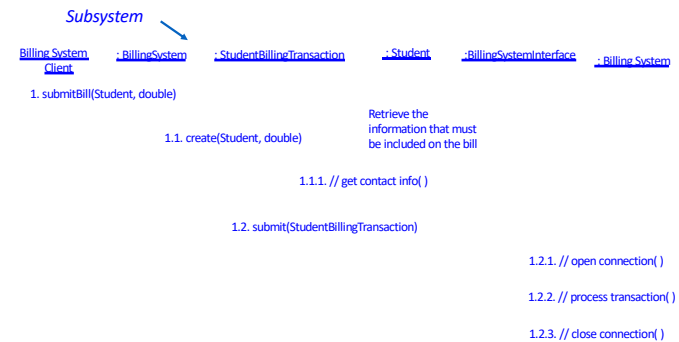 Subsystem
Billing System
Client
: BillingSystem
: StudentBillingTransaction
: Student
:BillingSystemInterface
: Billing System
1. submitBill(Student, double)
Retrieve the
information that must
be included on the bill
1.1. create(Student, double)
1.1.1. // get contact info( )
1.2. submit(StudentBillingTransaction)
1.2.1. // open connection( )
1.2.2. // process transaction( )
1.2.3. // close connection( )